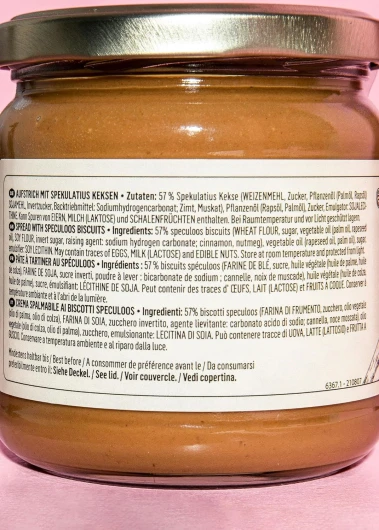 DE AUFSTRICH MIT SPEKULATIUS KEKSEN • Zutaten: 57 % Spekulatius Kekse (WEIZENMEHL, Zucker, Pflanzenöl (Palmöl, Rapsöl)
SOJAMEHL, Invertzucker, Backtriebmittel: Sodiumhydrogencarbonat; Zimt, Muskat), Pflanzenöl (Rapsöl, Palmöl), Zucker, Emulgator: SOJALECI-
THINE. Kann Spuren von EIERN, MILCH (LAKTOSE) und SCHALENFRÜCHTEN enthalten. Bei Raumtemperatur und vor Licht geschützt lagern.
SPREAD WITH SPECULOOS BISCUITS • Ingredients: 57% speculoos biscuits (WHEAT FLOUR, sugar, vegetable oil (palm oil, rapeseed
oil), SOY FLOUR, invert sugar, raising agent: sodium hydrogen carbonate; cinnamon, nutmeg), vegetable oil (rapeseed oil, palm oil), sugar,
emulsifier: SOY LECITHIN. May contain traces of EGGS, MILK (LACTOSE) and EDIBLE NUTS. Store at room temperature and protected from light.
PÂTE À TARTINER AU SPÉCULOOS • Ingrédients : 57 % biscuits spéculoos (FARINE DE BLÉ, sucre, huile végétale (huile de palme, huile
de colza), FARINE DE SOJA, sucre inverti, poudre à lever : bicarbonate de sodium ; cannelle, noix de muscade), huile végétale (huile de colza,
huile de palme), sucre, émulsifiant: LÉCITHINE DE SOJA. Peut contenir des traces d' ŒUFS, LAIT (LACTOSE) et FRUITS À COQUE. Conserver à
température ambiante et à l'abri de la lumière.
CREMA SPALMABILE AI BISCOTTI SPECULOOS • Ingredienti: 57% biscotti speculoos (FARINA DI FRUMENTO, zucchero, olio vegetale
(olio di palma, olio di colza), FARINA DI SOIA, zucchero invertito, agente lievitante: carbonato acido di sodio; cannella, noce moscata), olio
vegetale (olio di colza, olio di palma), zucchero, emulsionante: LECITINA DI SOIA. Può contenere tracce di UOVA, LATTE (LATTOSIO) e FRUTTA A
GUSCIO. Conservare a temperatura ambiente e al riparo dalla luce.
Mindestens haltbar bis / Best before / A consommer de préférence avant le / Da consumarsi
preferibilmente entro il: Siehe Deckel. / See lid. / Voir couvercle. / Vedi copertina.
6367.1 - 210807